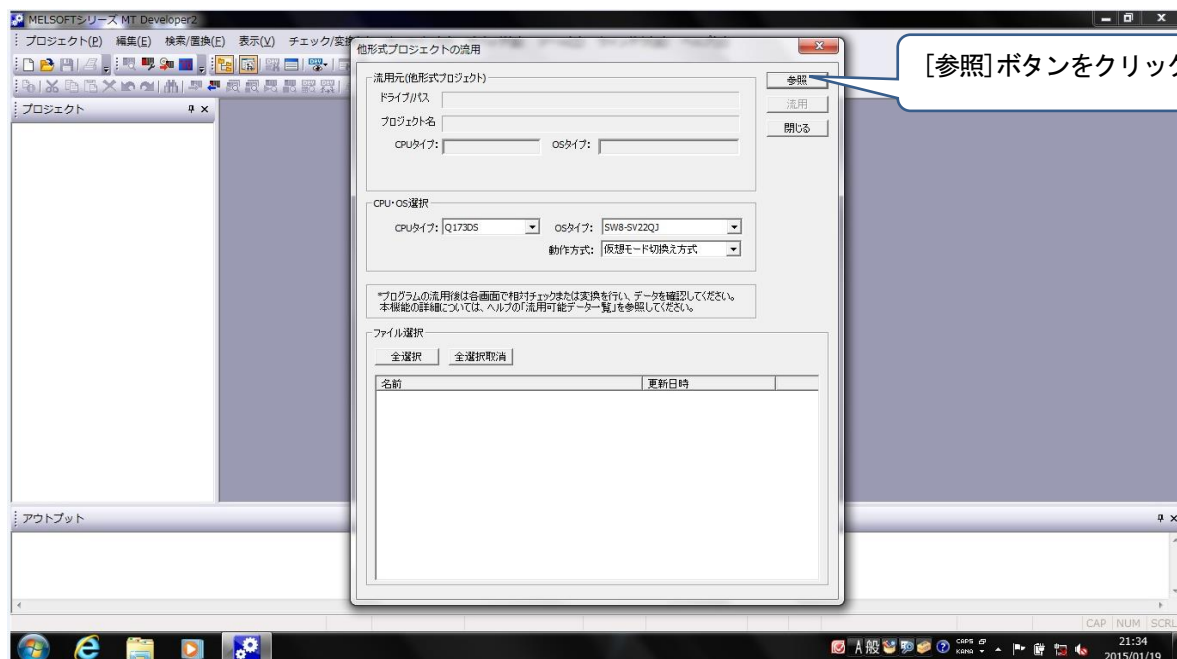 MELSOFTシリーズ MT Developer2
プロジェクト(P) 編集(E) 検索/置換(F) 表示(V) チェック/変
他形式プロジェクトの流用
[参照]ボタンをクリック
流用元(他形式プロジェクト)
参照
ドライブ/パス
流用
プロジェクト名
閉じる
CPUタイプ: OSタイプ:
プロジェクト
CPU・OS選択
CPUタイプ: Q173DS OSタイプ: SW8-SV22QJ
動作方式: 仮想モード切換え方式
*プログラムの流用後は各画面で相対チェックまたは変換を行い、データを確認してください。
本機能の詳細については、ヘルプの「流用可能データ一覧」を参照してください。
ファイル選択
全選択 全選択取消
名前 更新日時
アウトプット
CAP NUM SCRL
A 般 CAPS KANA
21:34
2015/01/19